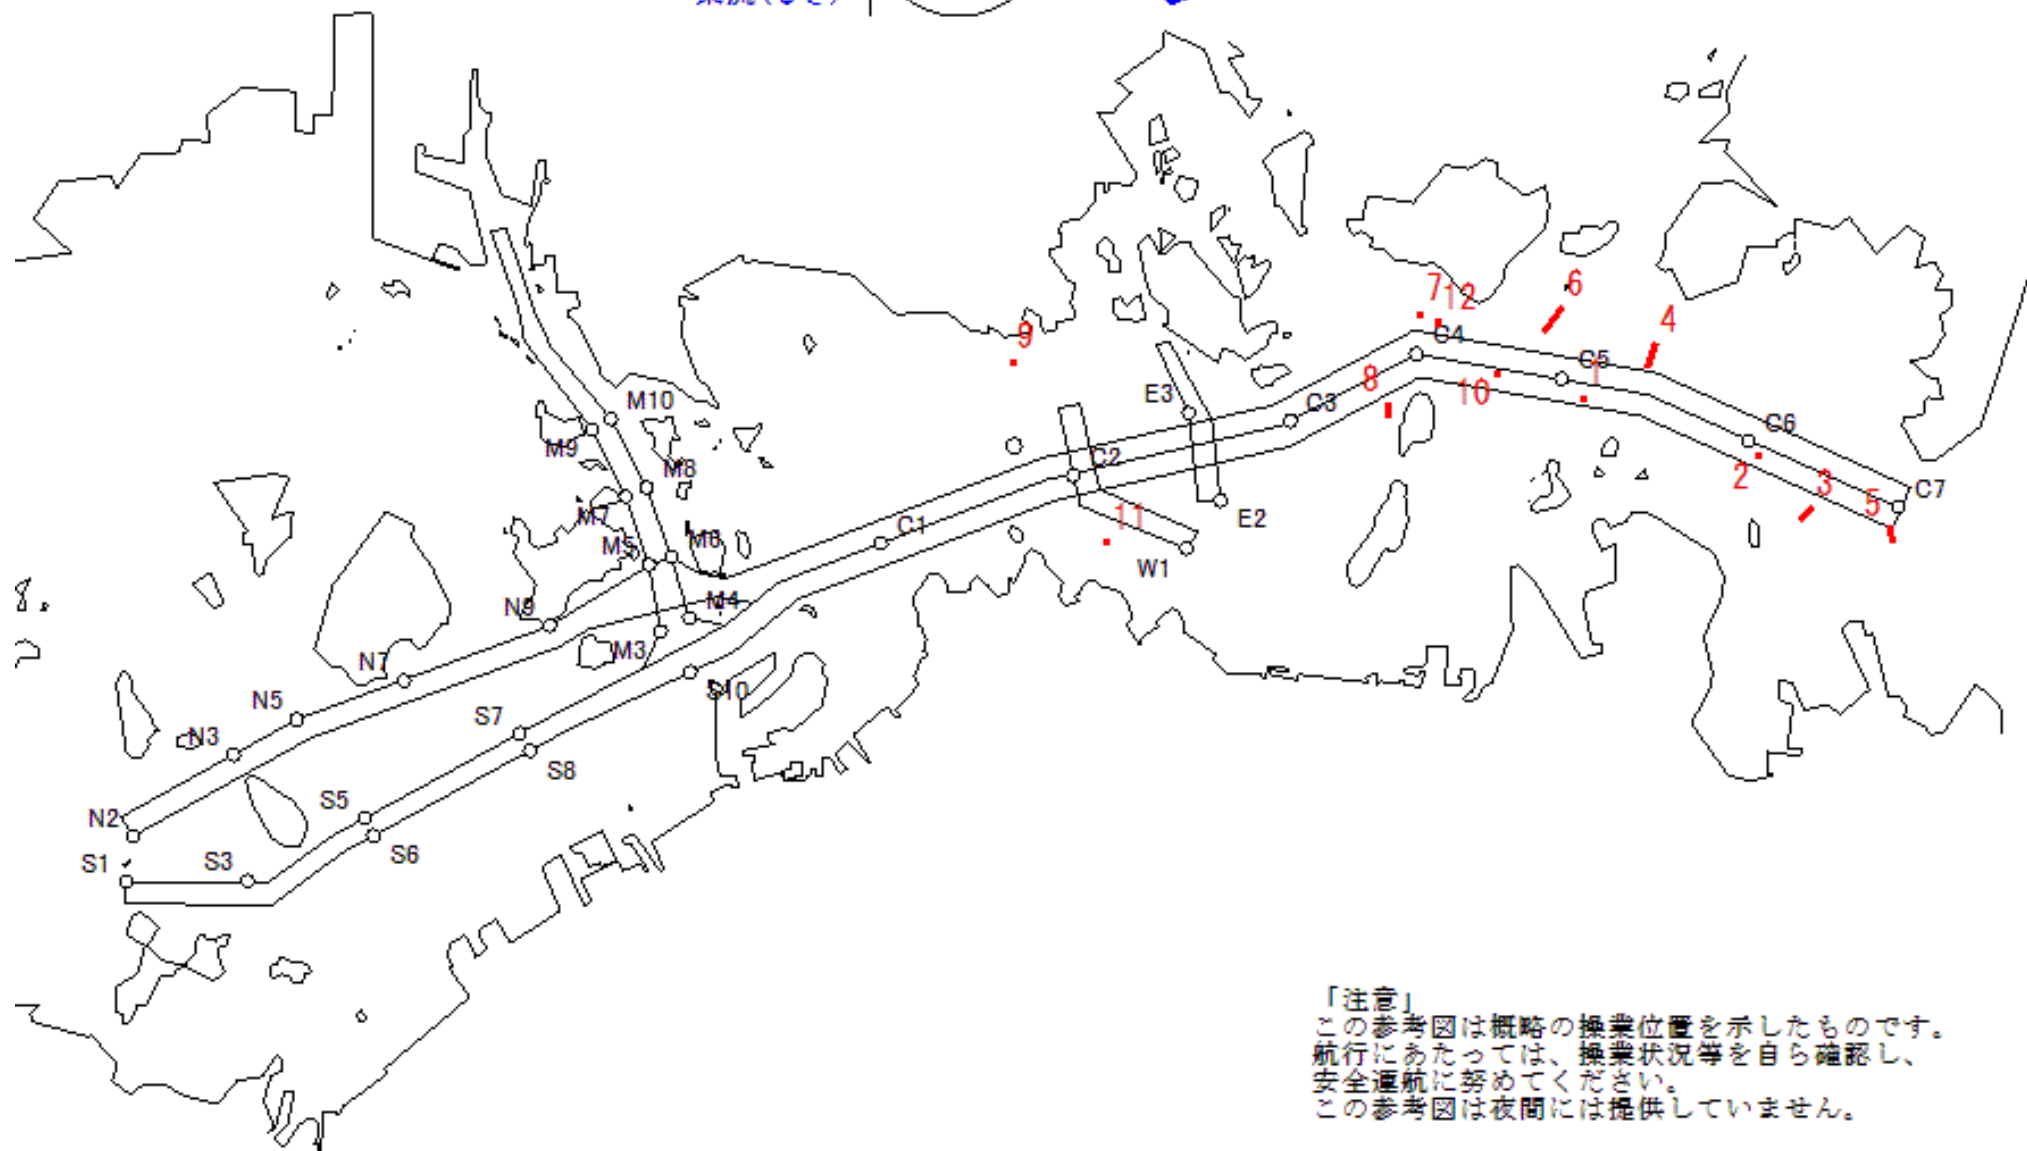 7
12
6
4
9
C4
C5
1
8
10
E3
C3
M10
C6
M9
M8
C2
2
3
5
C7
M7
11
E2
C1
M5
M6
W1
N9
M4
M3
N7
S10
N5
S7
N3
S8
S5
N2
S6
S1
S3
「注意」
この参考図は概略の操業位置を示したものです。
航行にあたっては、操業状況等を自ら確認し、
安全運航に努めてください。
この参考図は夜間には提供していません。